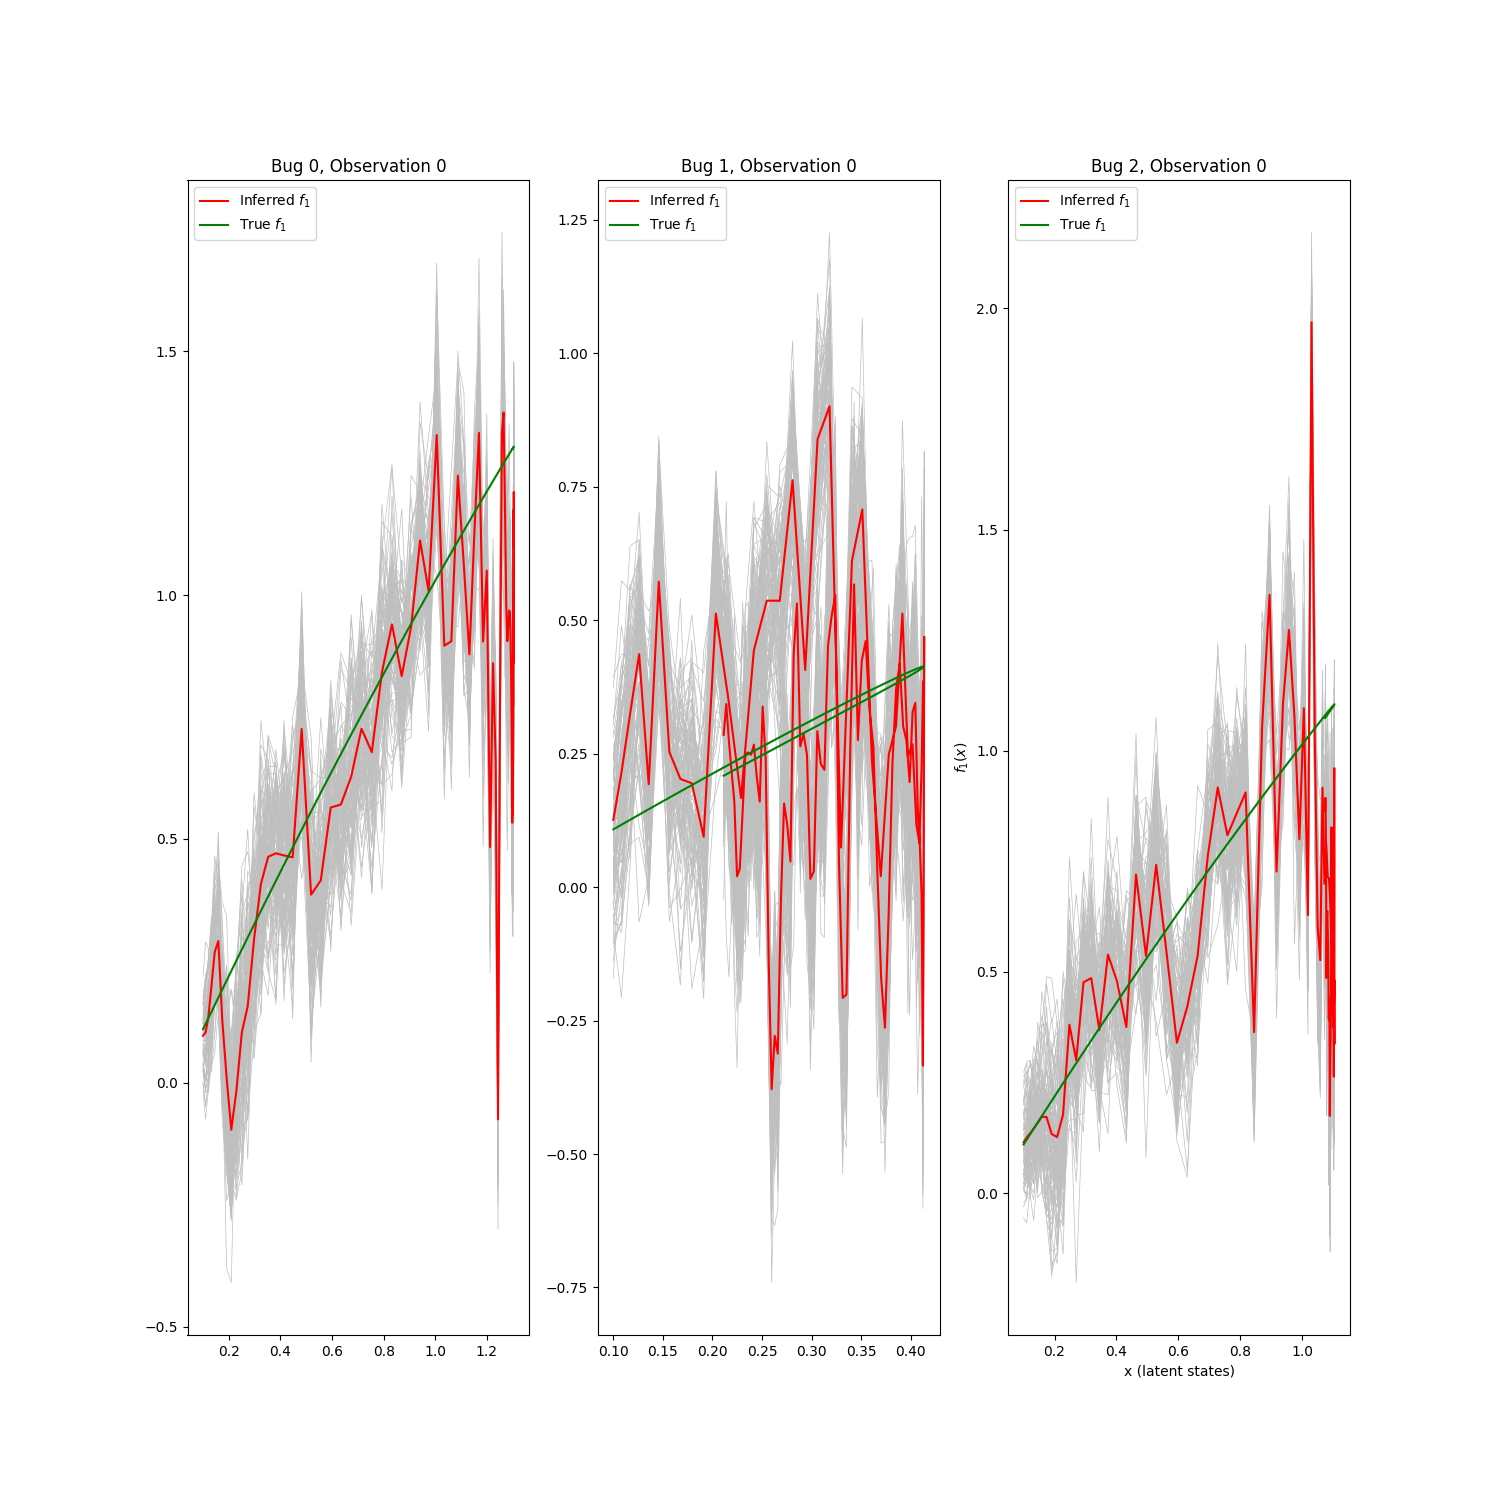 Bug 0, Observation 0
Inferred f₁
True f₁
1.5
1.0
0.5
0.0
−0.5
0.2 0.4 0.6 0.8 1.0 1.2
Bug 1, Observation 0
Inferred f₁
True f₁
1.25
1.00
0.75
0.50
0.25
0.00
−0.25
−0.50
−0.75
0.10 0.15 0.20 0.25 0.30 0.35 0.40
Bug 2, Observation 0
Inferred f₁
True f₁
f₁(x)
2.0
1.5
1.0
0.5
0.0
0.2 0.4 0.6 0.8 1.0
x (latent states)